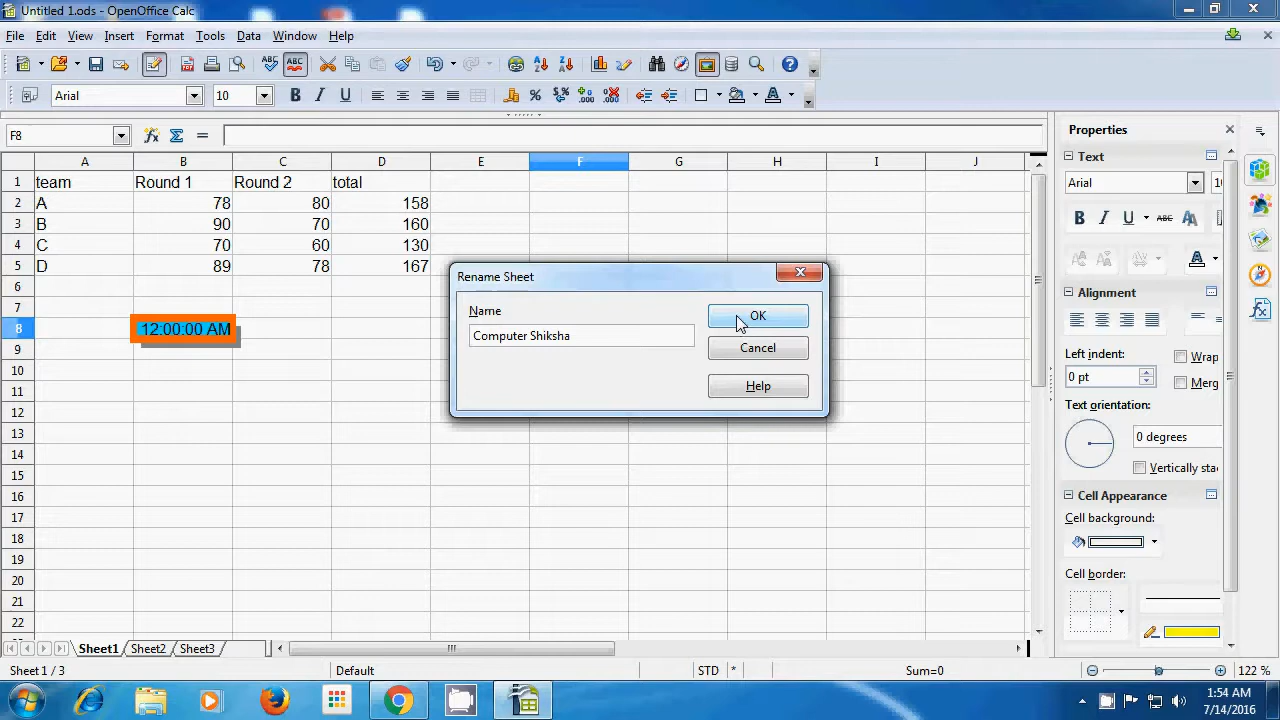 Untitled 1.ods - OpenOffice Calc
File Edit View Insert Format Tools Data Window Help
Arial 10
F8
A B C D E F G H I J
1 team Round 1 Round 2 total
2 A 78 80 158
3 B 90 70 160
4 C 70 60 130
5 D 89 78 167
6
7
8 12:00:00 AM
9
10
11
12
13
14
15
16
17
18
19
20
21
22
Rename Sheet
Name
Computer Shiksha
OK
Cancel
Help
Properties
Text
Arial
Alignment
Left indent: Wrap
0 pt Merg
Text orientation:
0 degrees
Vertically sta
Cell Appearance
Cell background:
Cell border:
Sheet1 Sheet2 Sheet3
Sheet 1 / 3 Default STD * Sum=0 122 %
1:54 AM
7/14/2016